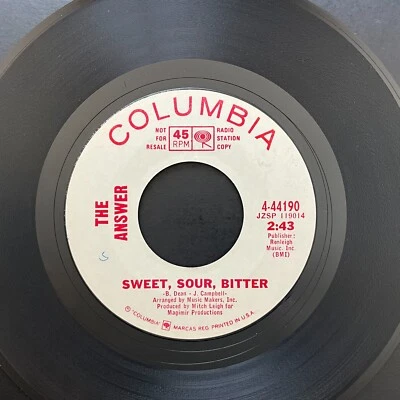 COLUMBIA
NOT FOR RESALE
45 RPM
RADIO STATION COPY
THE ANSWER
4-44190
JZSP 119014
2:43
Publisher:
Renleigh
Music, Inc.
(BMI)
S
SWEET, SOUR, BITTER
-B. Dean - J. Campbell-
Arranged by Music Makers, Inc.
Produced by Mitch Leigh for
Magimir Productions
® "COLUMBIA" MARCAS REG. PRINTED IN U.S.A.